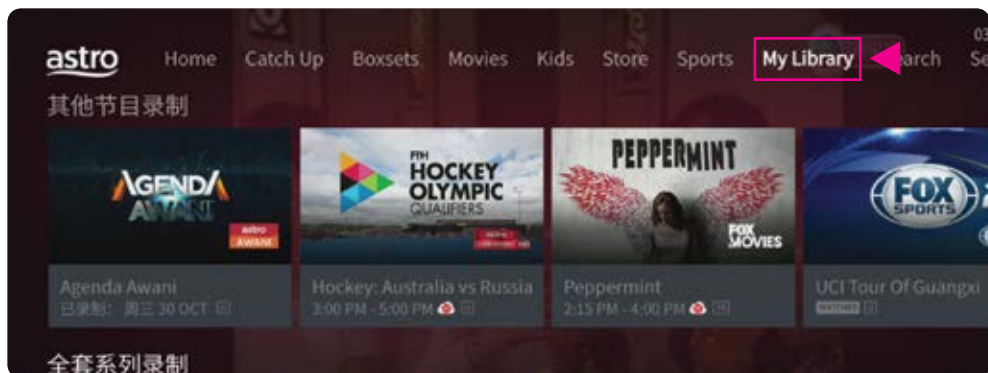 03
astro Home Catch Up Boxsets Movies Kids Store Sports My Library arch Se
其他节目录制
AGENDA
AWANI
astro
AWANI
FIH
HOCKEY
OLYMPIC
QUALIFIERS
PEPPERMINT
FOX
MOVIES
FOX
SPORTS
Agenda Awani
已录制: 周三 30 OCT
Hockey: Australia vs Russia
3:00 PM - 5:00 PM
Peppermint
2:15 PM - 4:00 PM
UCI Tour Of Guangxi
全套系列录制